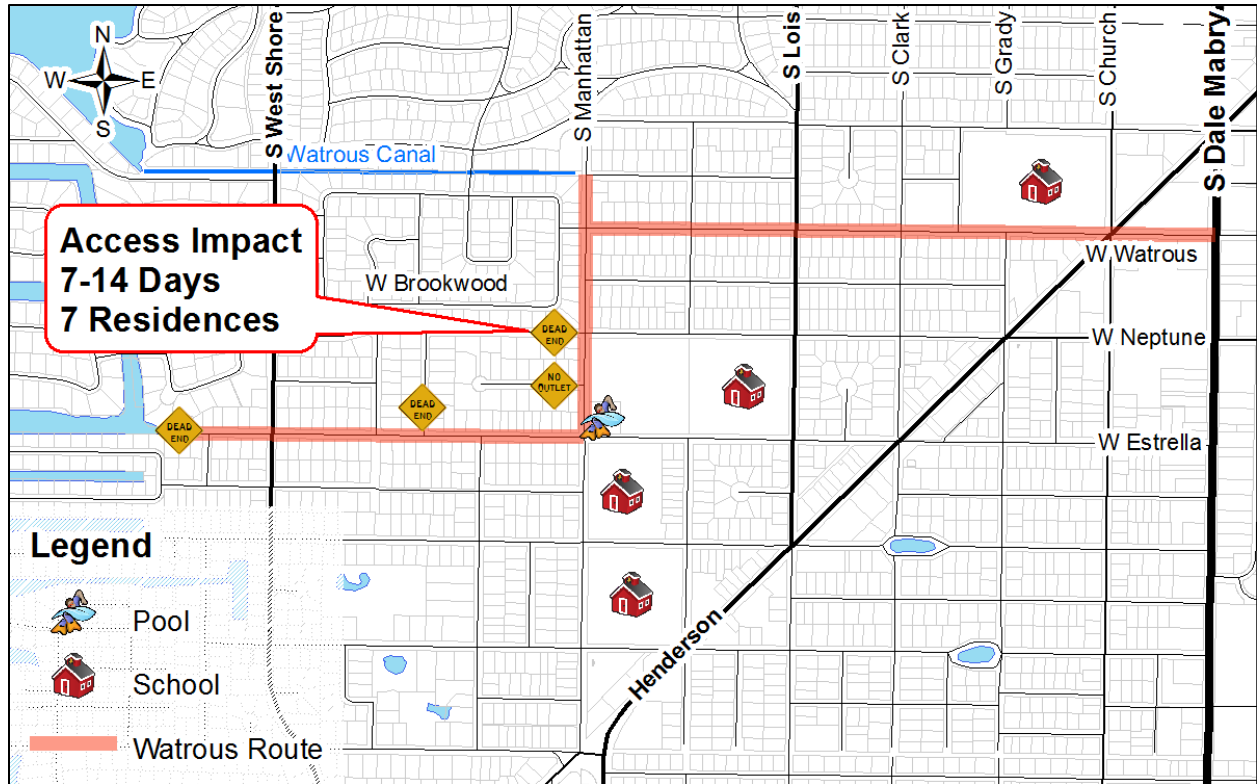 N
W E
S
S West Shore
S Manhattan
S Lois
S Clark
S Grady
S Church
S Dale Mabry
Watrous Canal
Access Impact
7-14 Days
7 Residences
W Brookwood
W Watrous
DEAD
END
W Neptune
NO
OUTLET
DEAD
END
DEAD
END
W Estrella
Henderson
Legend
Pool
School
Watrous Route